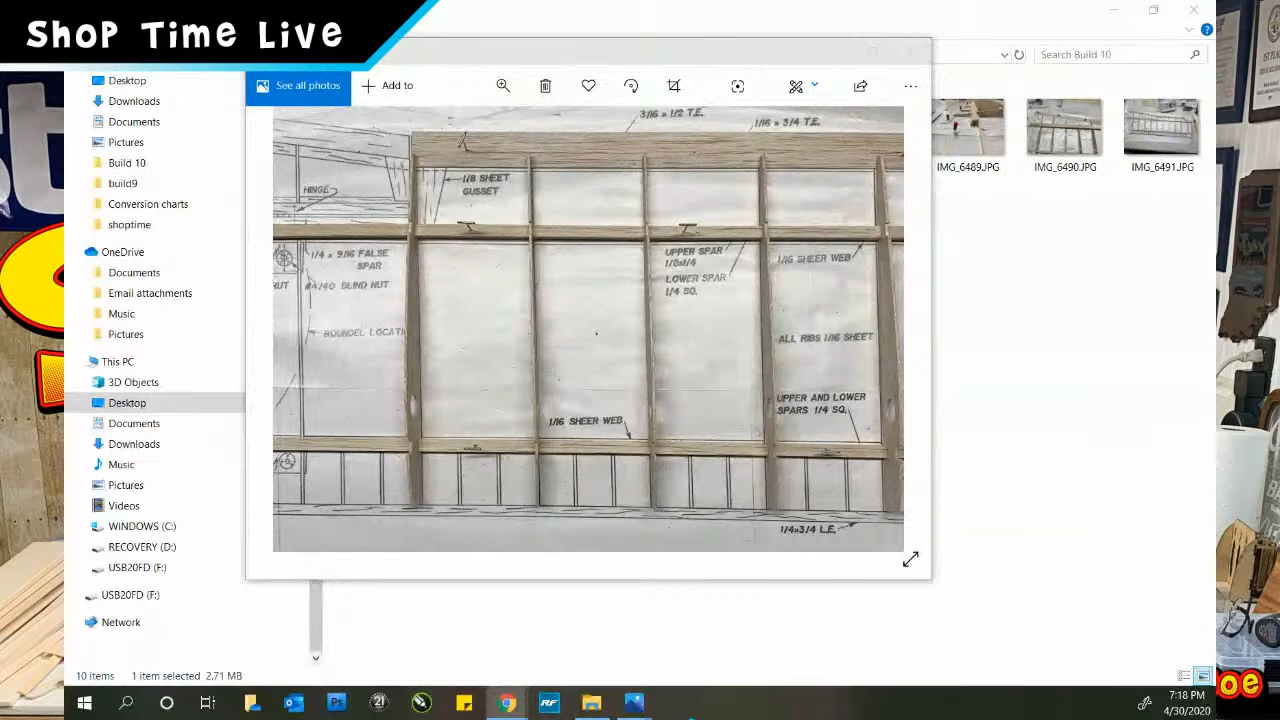 Shop Time Live
Search Build 10
See all photos
Add to
Desktop
Downloads
Documents
Pictures
Build 10
build9
Conversion charts
shoptime
OneDrive
Documents
Email attachments
Music
Pictures
This PC
3D Objects
Desktop
Documents
Downloads
Music
Pictures
Videos
WINDOWS (C:)
RECOVERY (D:)
USB20FD (F:)
USB20FD (F:)
Network
3/16 x 1/2 T.E.
1/16 x 3/4 T.E.
1/8 SHEET
GUSSET
HINGE
1/4 x 9/16 FALSE
SPAR
4/40 BLIND NUT
ROUNDEL LOCATI
UPPER SPAR
1/8x1/4
LOWER SPAR
1/4 SQ.
1/16 SHEER WEB
ALL RIBS 1/16 SHEET
UPPER AND LOWER
SPARS 1/4 SQ.
1/16 SHEER WEB
1/4x3/4 L.E.
IMG_6489.JPG
IMG_6490.JPG
IMG_6491.JPG
10 items
1 item selected 2.71 MB
Ps
RF
7:18 PM
4/30/2020